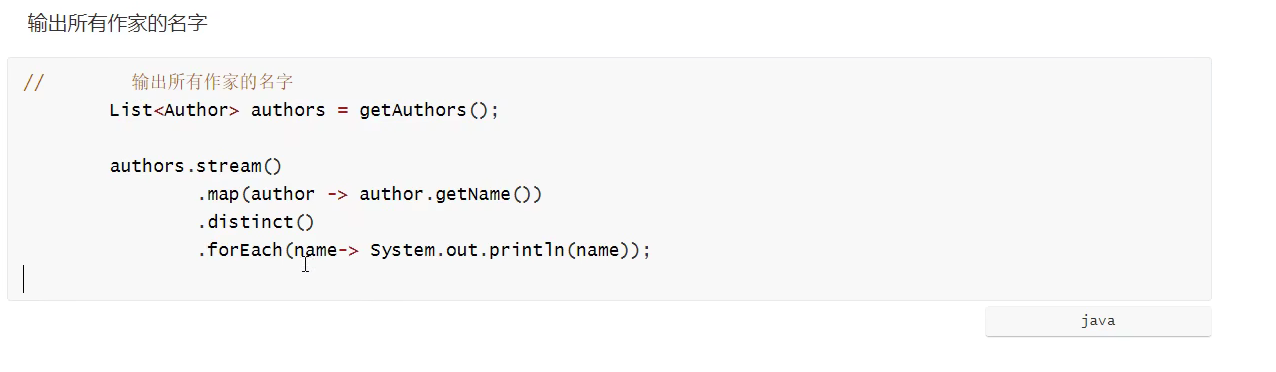 输出所有作家的名字
//        输出所有作家的名字
        List<Author> authors = getAuthors();
        authors.stream()
                .map(author -> author.getName())
                .distinct()
                .forEach(name-> System.out.println(name));
java